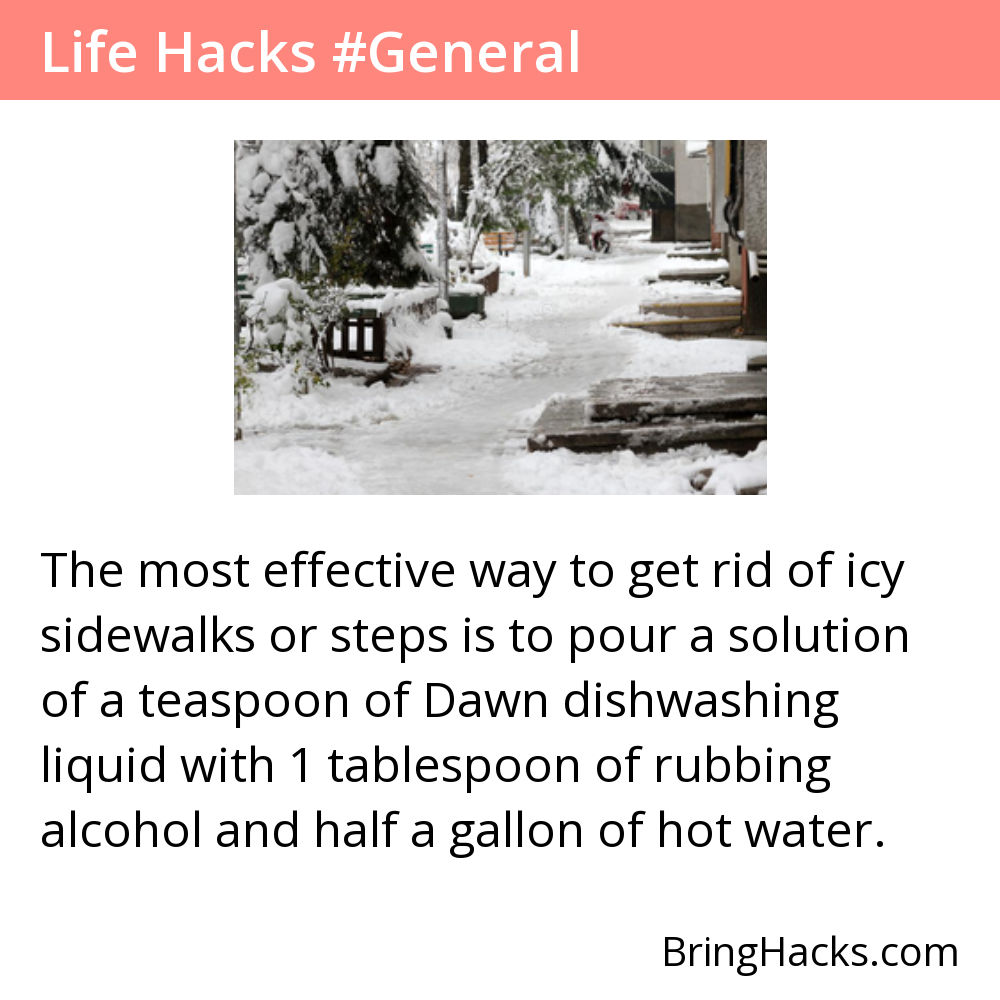 Life Hacks #General
The most effective way to get rid of icy
sidewalks or steps is to pour a solution
of a teaspoon of Dawn dishwashing
liquid with 1 tablespoon of rubbing
alcohol and half a gallon of hot water.
BringHacks.com